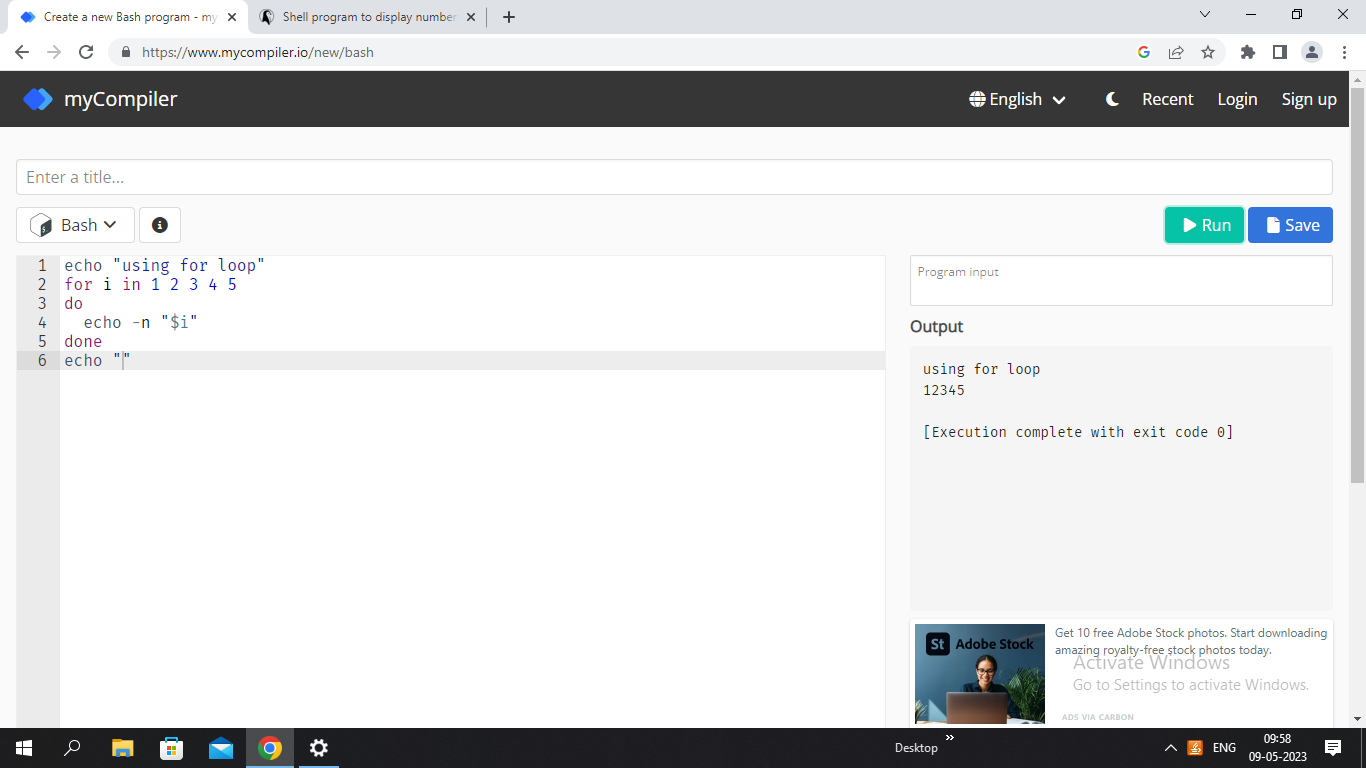 Create a new Bash program - my
Shell program to display number
https://www.mycompiler.io/new/bash
myCompiler
English
Recent
Login
Sign up
Enter a title...
Bash
Run
Save
1 echo "using for loop"
2 for i in 1 2 3 4 5
3 do
4 echo -n "$i"
5 done
6 echo ""
Program input
Output
using for loop
12345
[Execution complete with exit code 0]
St Adobe Stock
Get 10 free Adobe Stock photos. Start downloading
amazing royalty-free stock photos today.
Activate Windows
Go to Settings to activate Windows.
ADS VIA CARBON
Desktop
ENG
09:58
09-05-2023